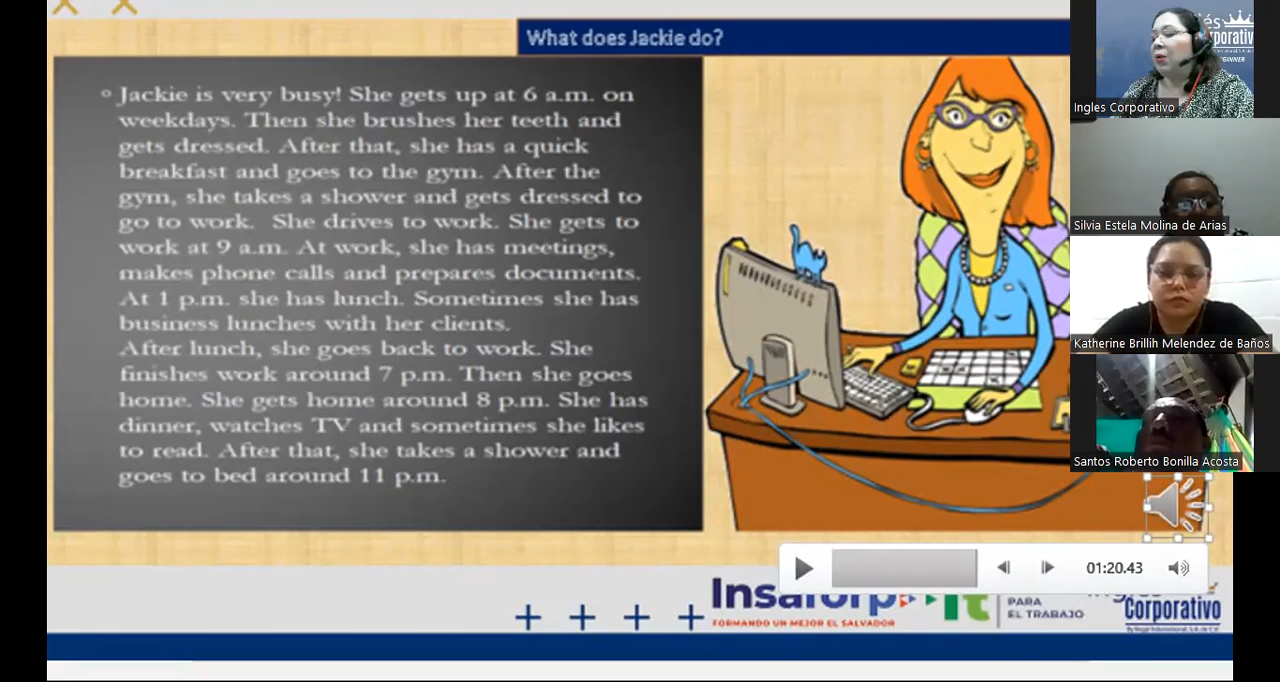 What does Jackie do?
Jackie is very busy! She gets up at 6 a.m. on
weekdays. Then she brushes her teeth and
gets dressed. After that, she has a quick
breakfast and goes to the gym. After the
gym, she takes a shower and gets dressed to
go to work. She drives to work. She gets to
work at 9 a.m. At work, she has meetings,
makes phone calls and prepares documents.
At 1 p.m. she has lunch. Sometimes she has
business lunches with her clients.
After lunch, she goes back to work. She
finishes work around 7 p.m. Then she goes
home. She gets home around 8 p.m. She has
dinner, watches TV and sometimes she likes
to read. After that, she takes a shower and
goes to bed around 11 p.m.
Ingles Corporativo
Silvia Estela Molina de Arias
Katherine Brillih Melendez de Baños
Santos Roberto Bonilla Acosta
01:20.43
Insaforp
FORMANDO UN MEJOR EL SALVADOR
PARA
EL TRABAJO
Corporativo